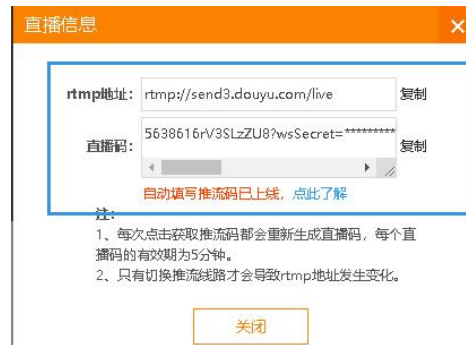 直播信息
rtmp地址: rtmp://send3.douyu.com/live 复制
直播码: 5638616rV3SLzZU8?wsSecret=********* 复制
自动填写推流码已上线，点此了解
注：
1、每次点击获取推流码都会重新生成直播码，每个直
播码的有效期为5分钟。
2、只有切换推流线路才会导致rtmp地址发生变化。
关闭